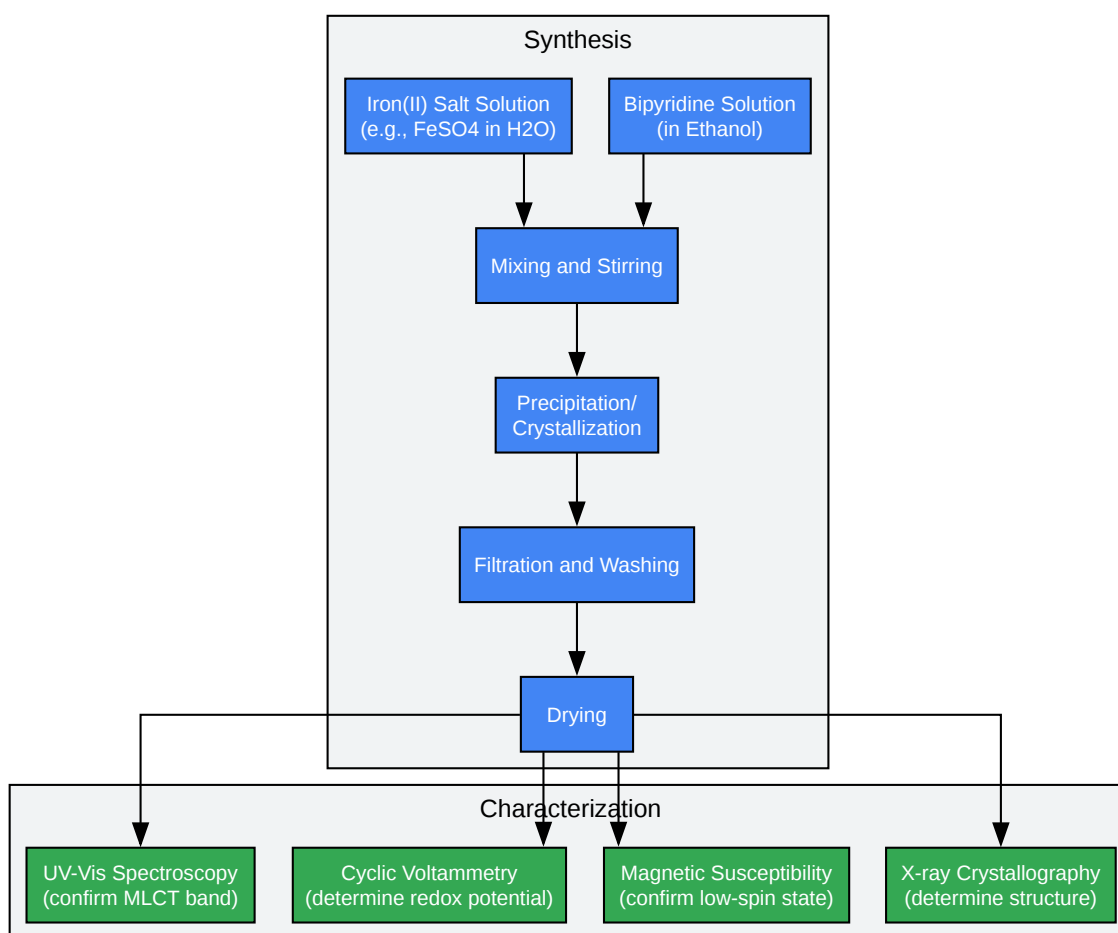 Synthesis
Iron(II) Salt Solution
(e.g., FeSO4 in H2O)
Bipyridine Solution
(in Ethanol)
Mixing and Stirring
Precipitation/
Crystallization
Filtration and Washing
Drying
Characterization
UV-Vis Spectroscopy
(confirm MLCT band)
Cyclic Voltammetry
(determine redox potential)
Magnetic Susceptibility
(confirm low-spin state)
X-ray Crystallography
(determine structure)